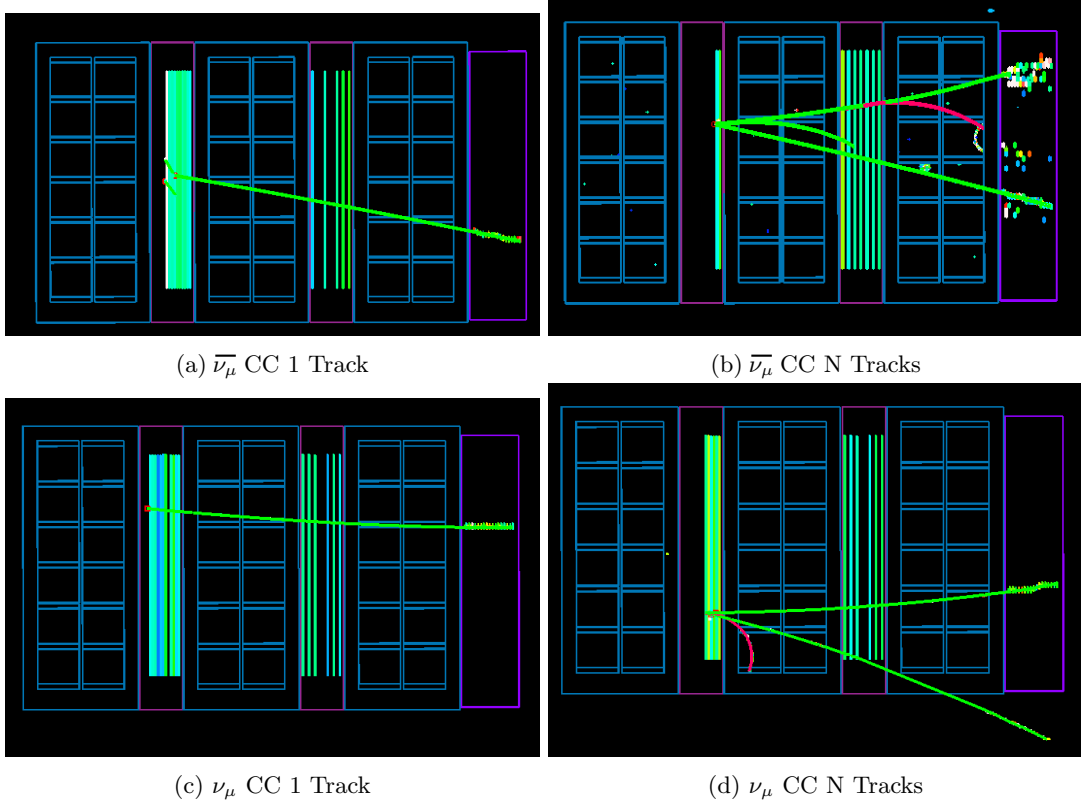 (a) $\overline{\nu_\mu}$ CC 1 Track
(b) $\overline{\nu_\mu}$ CC N Tracks
(c) $\nu_\mu$ CC 1 Track
(d) $\nu_\mu$ CC N Tracks